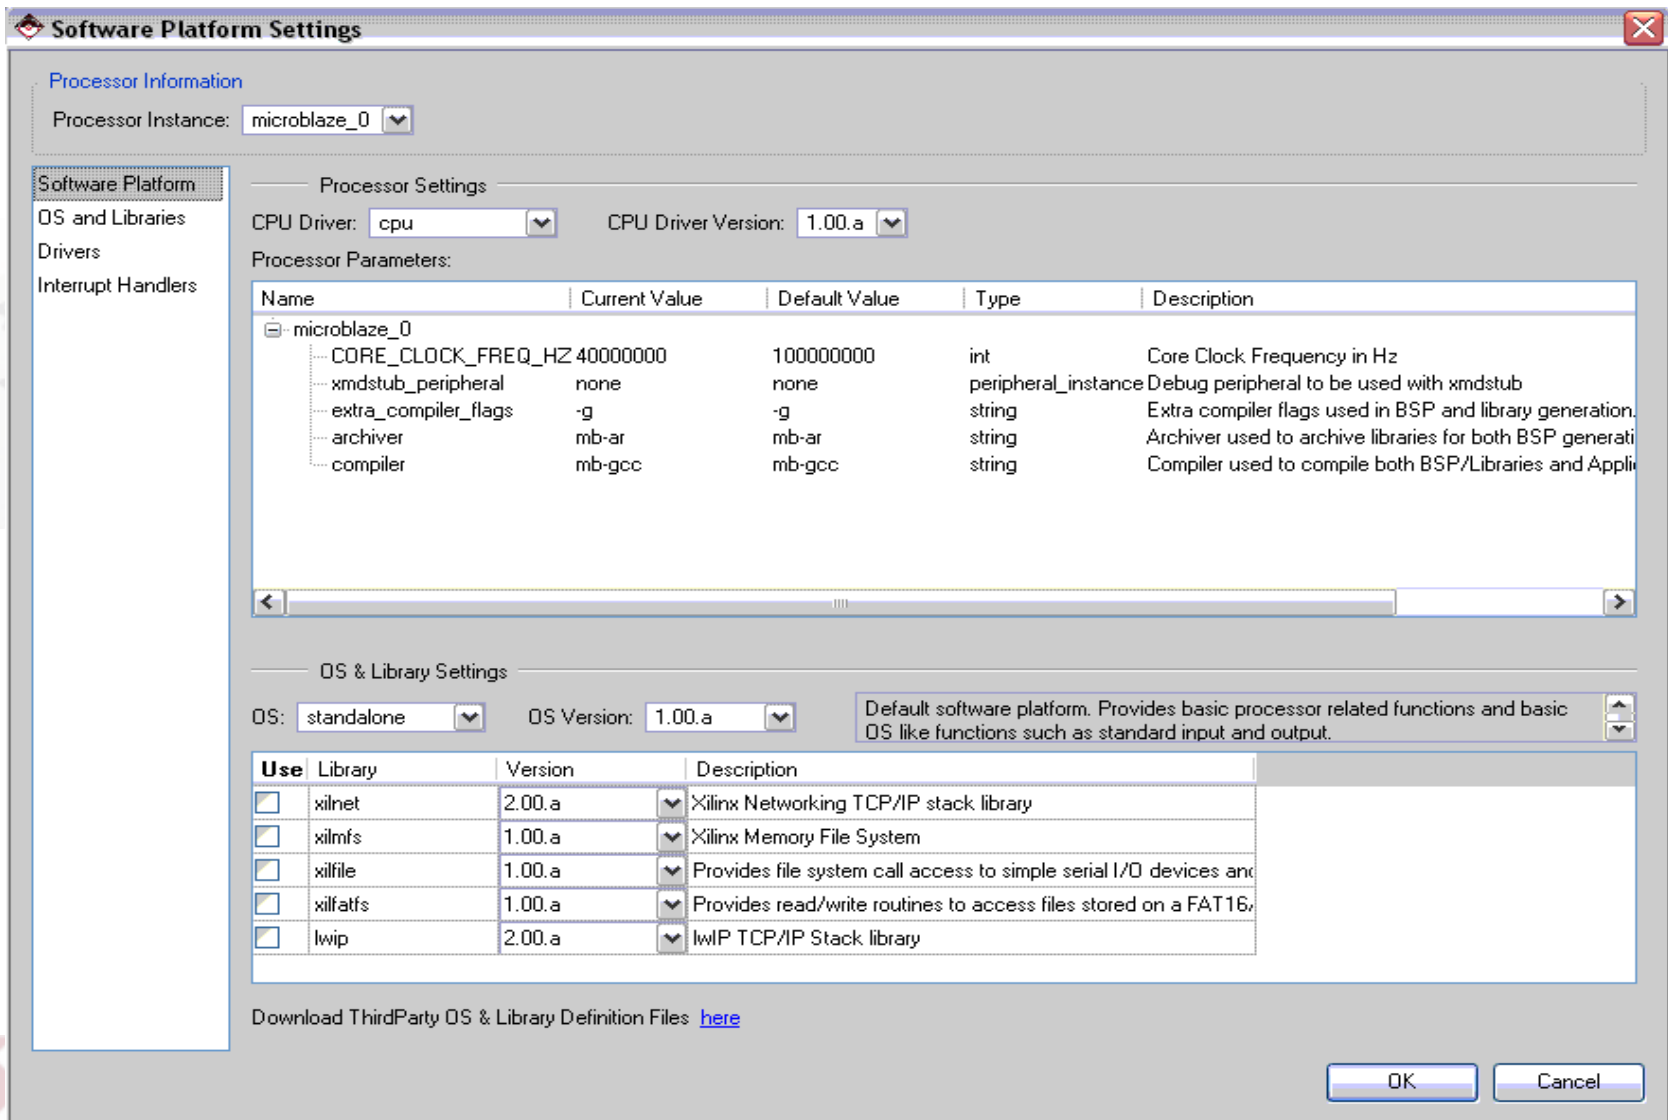 Software Platform Settings
Processor Information
Processor Instance: microblaze_0
Software Platform
OS and Libraries
Drivers
Interrupt Handlers
Processor Settings
CPU Driver: cpu CPU Driver Version: 1.00.a
Processor Parameters:
Name Current Value Default Value Type Description
microblaze_0
CORE_CLOCK_FREQ_HZ 40000000 100000000 int Core Clock Frequency in Hz
xmdstub_peripheral none none peripheral_instance Debug peripheral to be used with xmdstub
extra_compiler_flags -g -g string Extra compiler flags used in BSP and library generation.
archiver mb-ar mb-ar string Archiver used to archive libraries for both BSP generati
compiler mb-gcc mb-gcc string Compiler used to compile both BSP/Libraries and Appli
OS & Library Settings
OS: standalone OS Version: 1.00.a
Default software platform. Provides basic processor related functions and basic
OS like functions such as standard input and output.
Use Library Version Description
xilnet 2.00.a Xilinx Networking TCP/IP stack library
xilmfs 1.00.a Xilinx Memory File System
xilfile 1.00.a Provides file system call access to simple serial I/O devices and
xilfatfs 1.00.a Provides read/write routines to access files stored on a FAT16/
lwip 2.00.a lwIP TCP/IP Stack library
Download ThirdParty OS & Library Definition Files here
OK Cancel